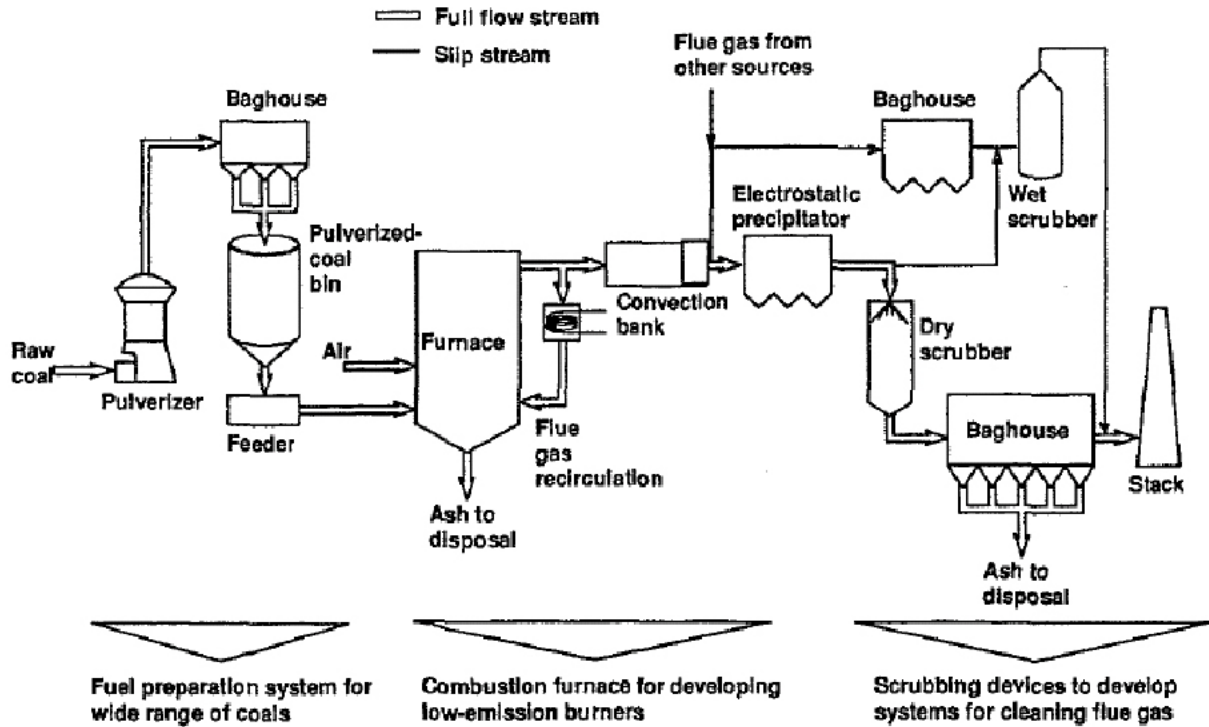 Full flow stream
Slip stream
Flue gas from
other sources
Baghouse
Baghouse
Wet
scrubber
Electrostatic
precipitator
Pulverized-
coal
bin
Convection
bank
Dry
scrubber
Raw
coal
Air
Furnace
Pulverizer
Feeder
Flue
gas
recirculation
Baghouse
Stack
Ash to
disposal
Ash to
disposal
Fuel preparation system for
wide range of coals
Combustion furnace for developing
low-emission burners
Scrubbing devices to develop
systems for cleaning flue gas